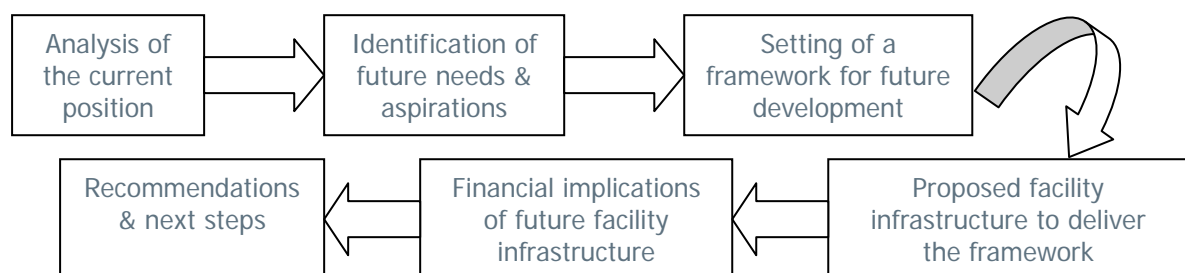 Analysis of
the current
position
Identification of
future needs &
aspirations
Setting of a
framework for future
development
Proposed facility
infrastructure to deliver
the framework
Financial implications
of future facility
infrastructure
Recommendations
& next steps